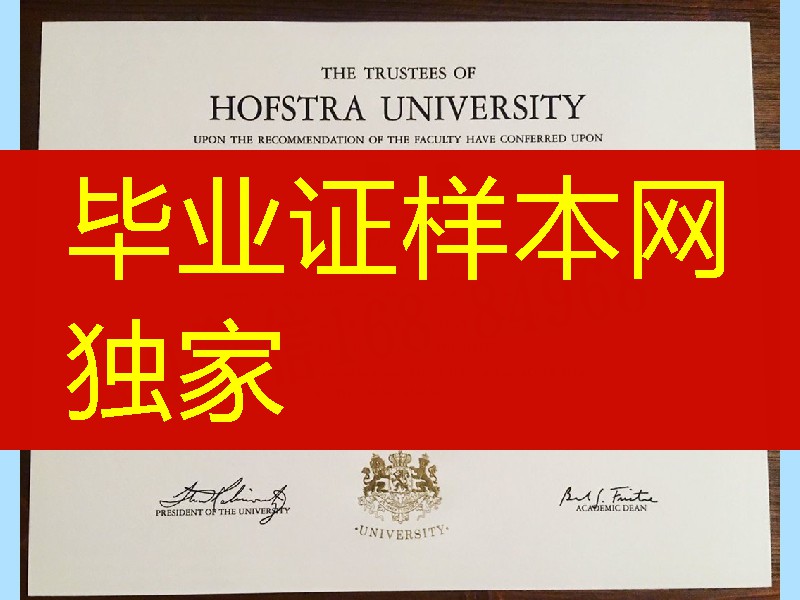 THE TRUSTEES OF
HOFSTRA UNIVERSITY
UPON THE RECOMMENDATION OF THE FACULTY HAVE CONFERRED UPON
毕业证样本网
独家
PRESIDENT OF THE UNIVERSITY
ACADEMIC DEAN
·UNIVERSITY·